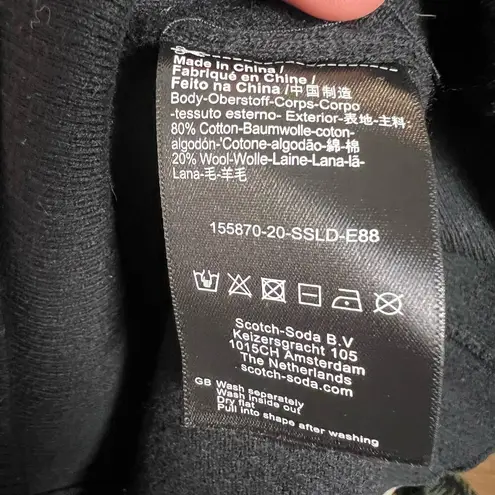 Made in China /
Fabriqué en Chine /
Feito na China /中国制造
Body-Oberstoff-Corps-Corpo
-tessuto esterno- Exterior-表地-主料-
80% Cotton-Baumwolle-coton-
algodón-'Cotone-algodão-綿-棉
20% Wool-Wolle-Laine-Lana-lã-
Lana-毛-羊毛
155870-20-SSLD-E88
Scotch-Soda B.V
Keizersgracht 105
1015CH Amsterdam
The Netherlands
scotch-soda.com
GB Wash separately
Wash inside out
Dry flat
Pull into shape after washing